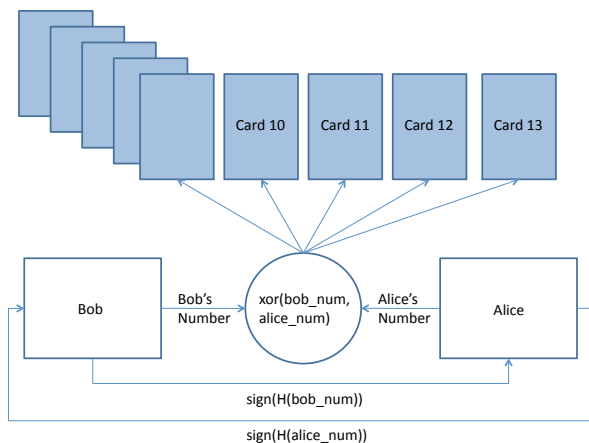 Card 10
Card 11
Card 12
Card 13
Bob
Bob's
Number
xor(bob_num,
alice_num)
Alice's
Number
Alice
sign(H(bob_num))
sign(H(alice_num))